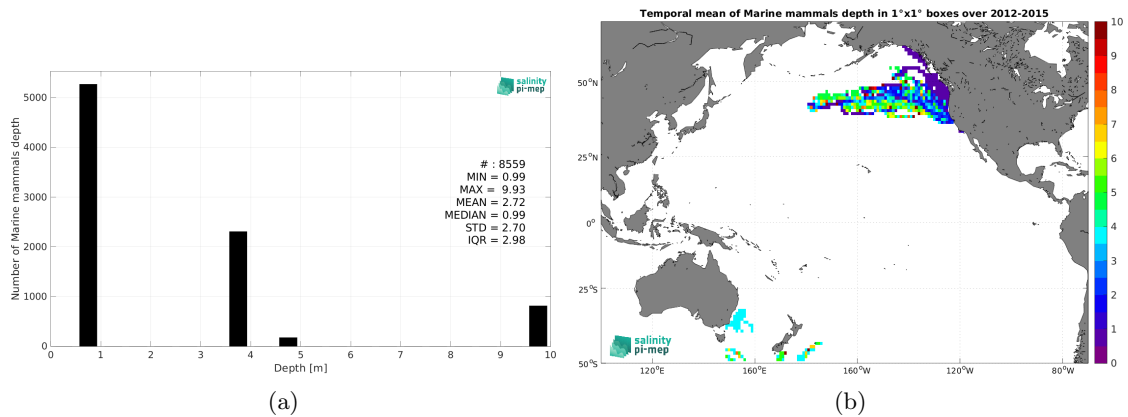 Temporal mean of Marine mammals depth in 1°x1° boxes over 2012-2015
salinity
pi-mep
5000
4000
3000
2000
1000
0
Number of Marine mammals depth
# : 8559
MIN = 0.99
MAX = 9.93
MEAN = 2.72
MEDIAN = 0.99
STD = 2.70
IQR = 2.98
0 1 2 3 4 5 6 7 8 9 10
Depth [m]
(a)
50°N
25°N
0°
25°S
50°S
120°E 160°E 160°W 120°W 80°W
salinity
pi-mep
10
9
8
7
6
5
4
3
2
1
0
(b)